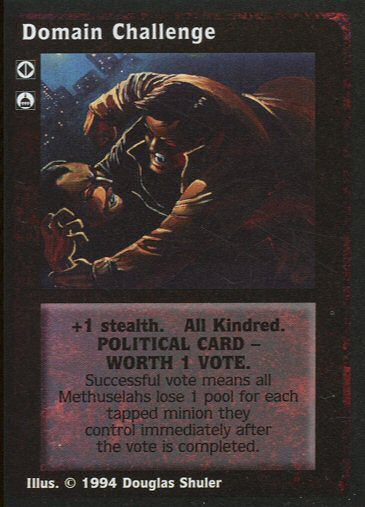 Domain Challenge
+1 stealth. All Kindred.
POLITICAL CARD –
WORTH 1 VOTE.
Successful vote means all
Methuselahs lose 1 pool for each
tapped minion they
control immediately after
the vote is completed.
Illus. © 1994 Douglas Shuler